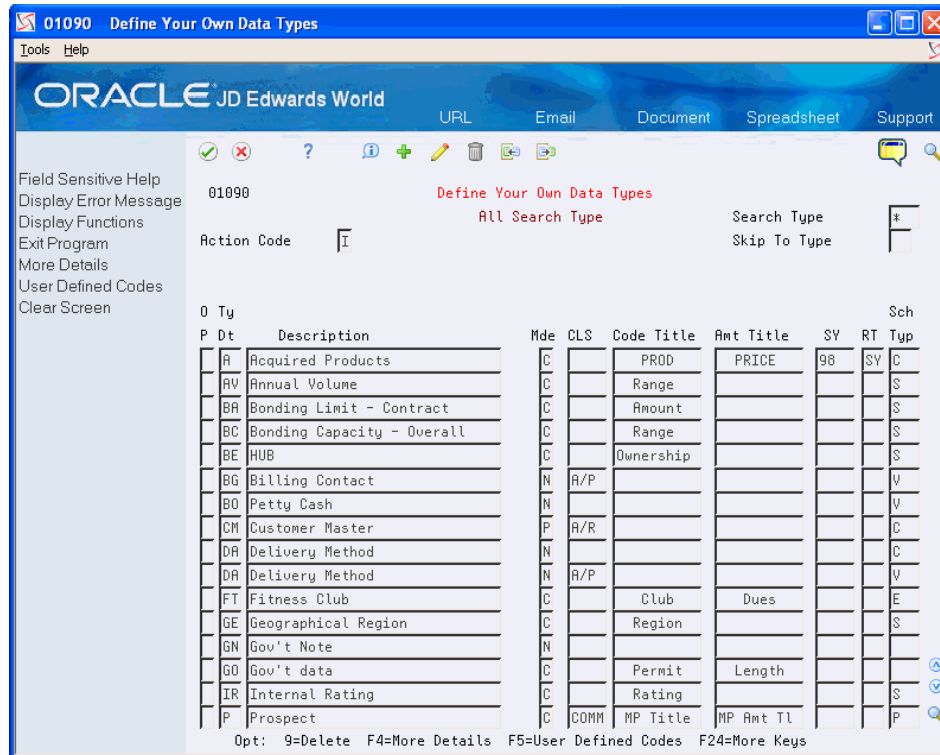 01090 Define Your Own Data Types
Tools Help
ORACLE JD Edwards World
URL Email Document Spreadsheet Support
Field Sensitive Help
Display Error Message
Display Functions
Exit Program
More Details
User Defined Codes
Clear Screen
01090 Define Your Own Data Types
All Search Type Search Type *
Action Code I Skip To Type
O Ty Sch
P Dt Description Mde CLS Code Title Amt Title SY RT Typ
A Acquired Products C PROD PRICE 98 SY C
AV Annual Volume C Range S
BA Bonding Limit - Contract C Amount S
BC Bonding Capacity - Overall C Range S
BE HUB C Ownership S
BG Billing Contact N A/P V
BO Petty Cash N V
CM Customer Master P A/R C
DA Delivery Method N C
DA Delivery Method N A/P V
FT Fitness Club C Club Dues E
GE Geographical Region C Region S
GN Gov't Note N
GO Gov't data C Permit Length
IR Internal Rating C Rating S
P Prospect C COMM MP Title MP Amt Tl P
Opt: 9=Delete F4=More Details F5=User Defined Codes F24=More Keys